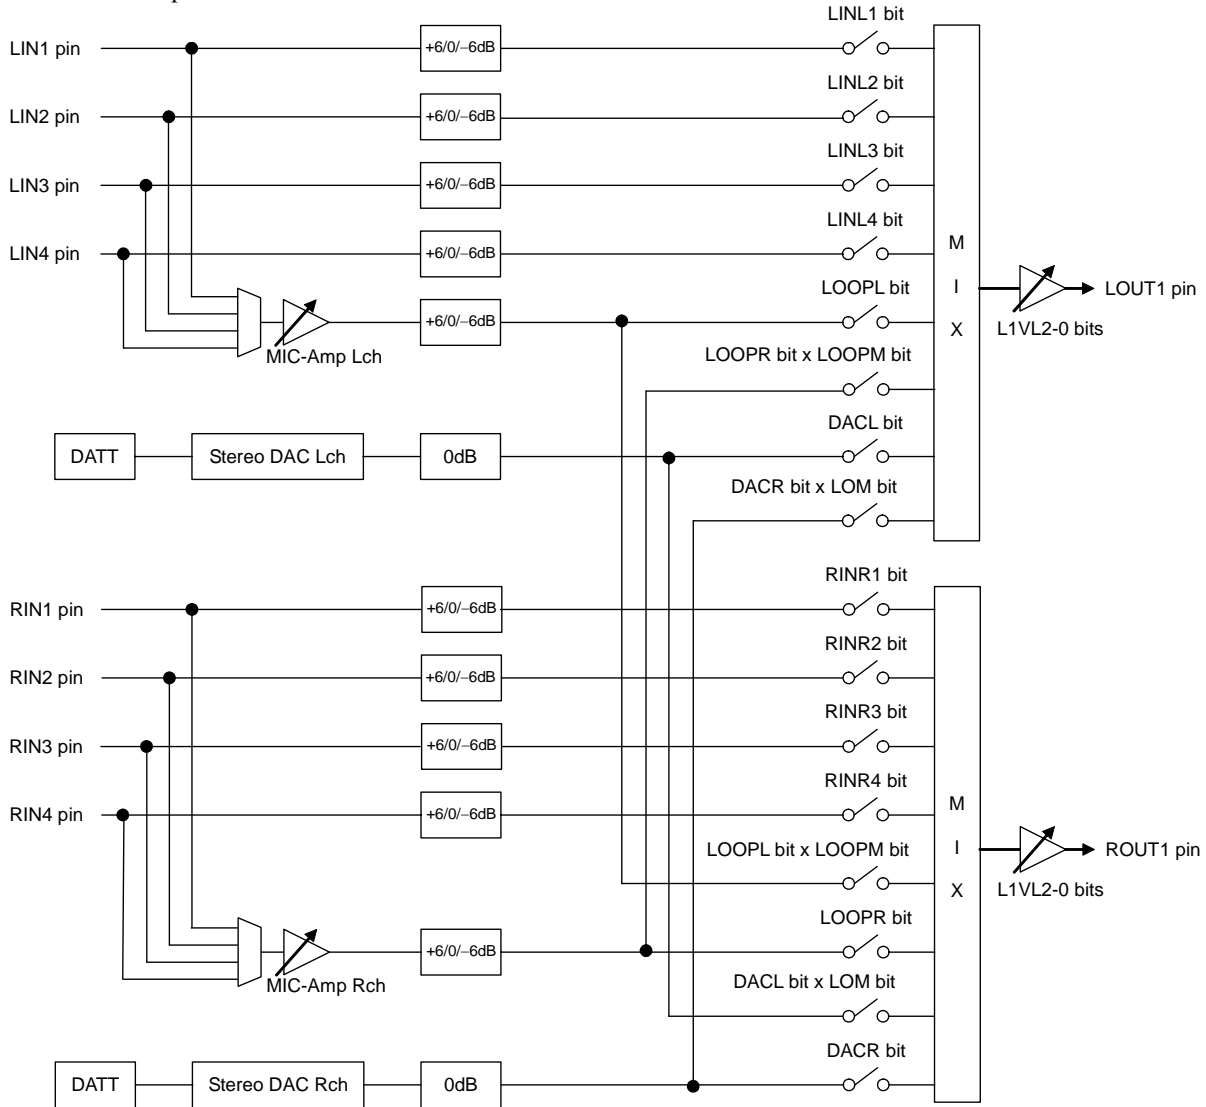 LINL1 bit
LIN1 pin
+6/0/−6dB
LINL2 bit
LIN2 pin
+6/0/−6dB
LINL3 bit
LIN3 pin
+6/0/−6dB
LINL4 bit
LIN4 pin
+6/0/−6dB
M
I
X
LOOPL bit
+6/0/−6dB
MIC-Amp Lch
LOUT1 pin
L1VL2-0 bits
LOOPR bit x LOOPM bit
DACL bit
DATT
Stereo DAC Lch
0dB
DACR bit x LOM bit
RINR1 bit
RIN1 pin
+6/0/−6dB
RINR2 bit
RIN2 pin
+6/0/−6dB
RINR3 bit
RIN3 pin
+6/0/−6dB
RINR4 bit
RIN4 pin
+6/0/−6dB
M
I
X
LOOPL bit x LOOPM bit
ROUT1 pin
L1VL2-0 bits
LOOPR bit
+6/0/−6dB
MIC-Amp Rch
DACL bit x LOM bit
DACR bit
DATT
Stereo DAC Rch
0dB